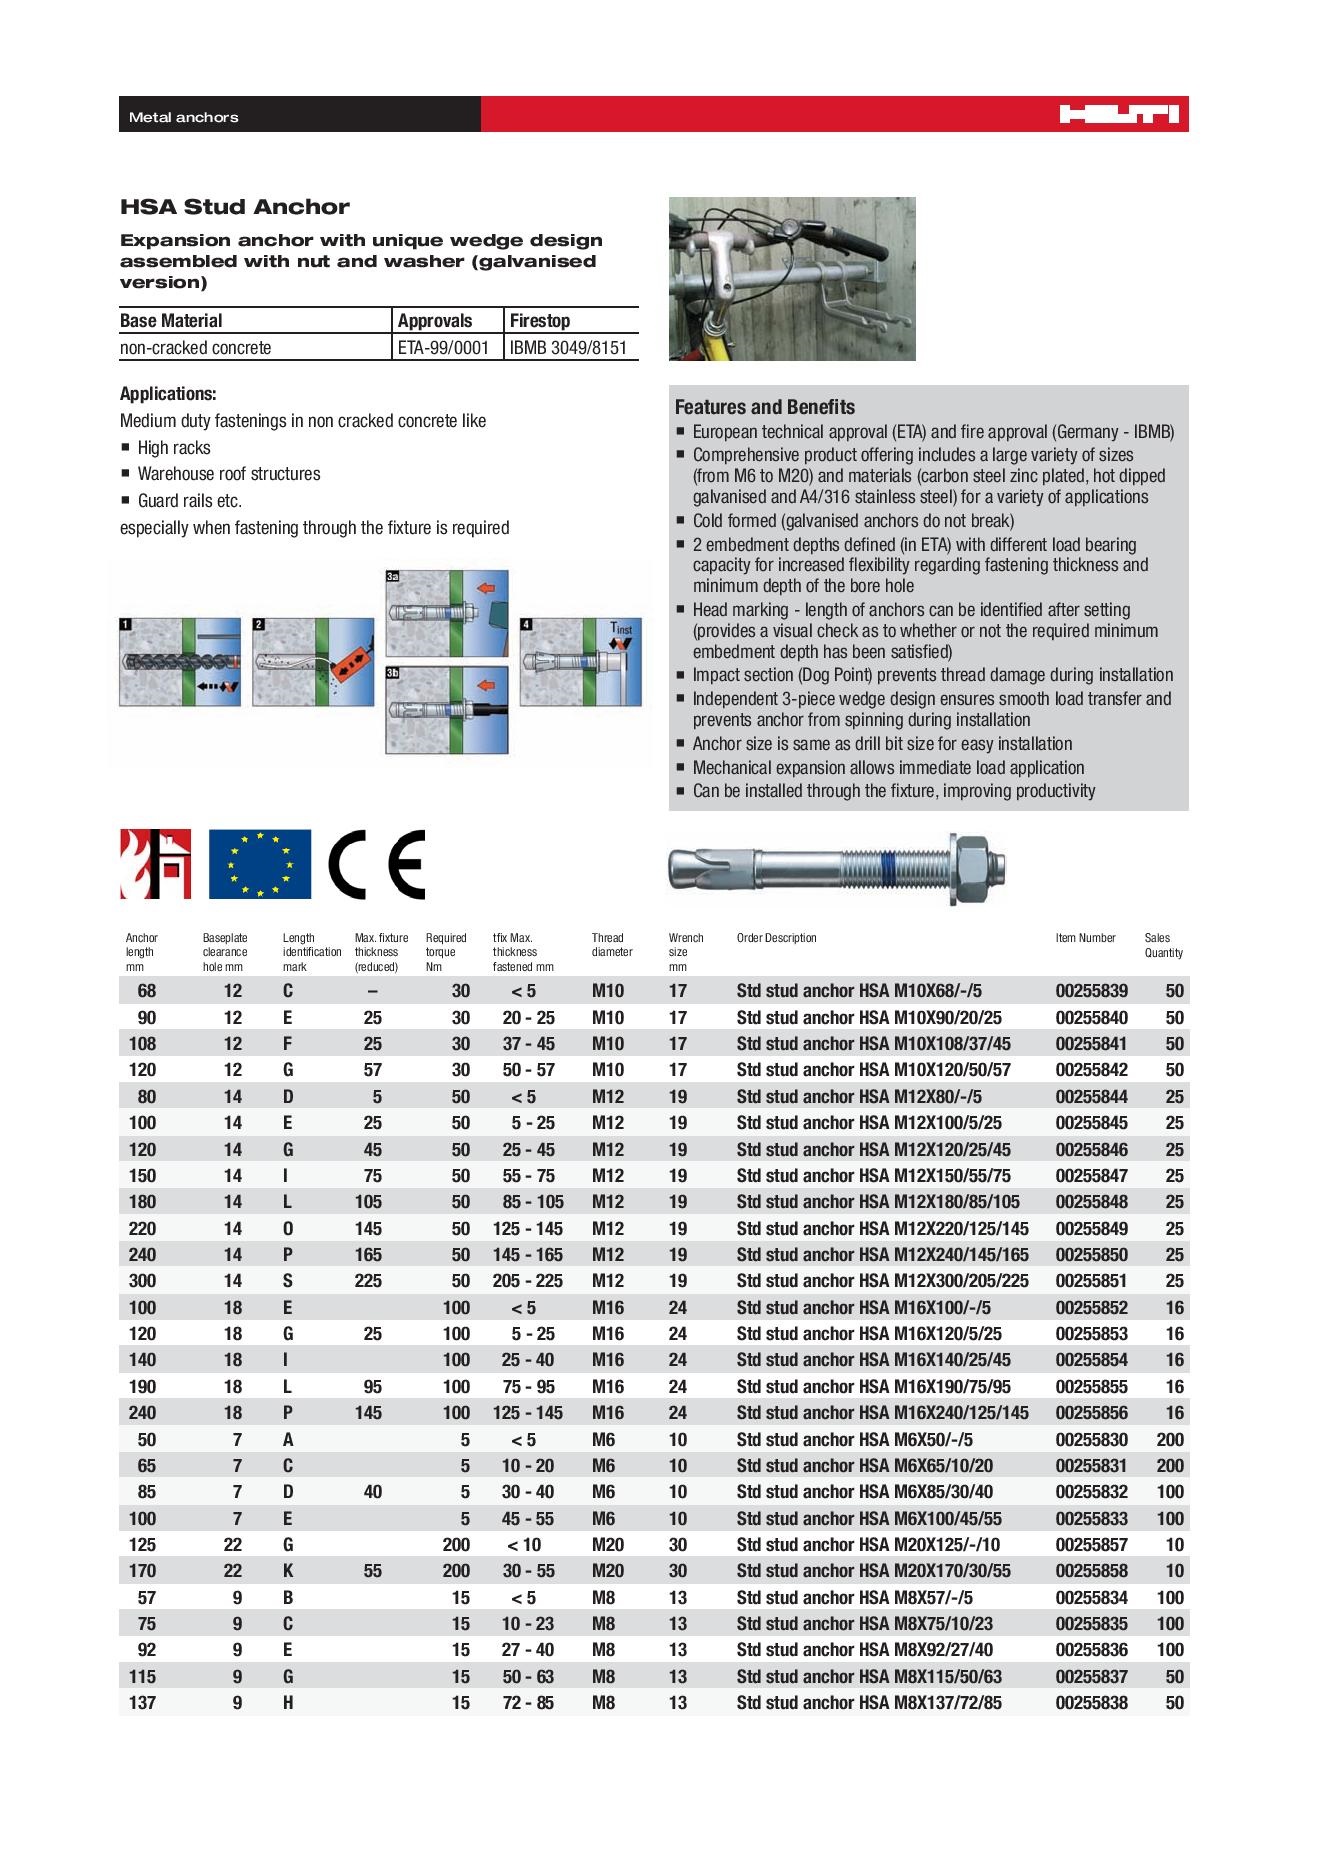 Metal anchors
HILTI
HSA Stud Anchor
Expansion anchor with unique wedge design
assembled with nut and washer (galvanised
version)
Base Material Approvals Firestop
non-cracked concrete ETA-99/0001 IBMB 3049/8151
Applications:
Medium duty fastenings in non cracked concrete like
■ High racks
■ Warehouse roof structures
■ Guard rails etc.
especially when fastening through the fixture is required
1
2
3a
3b
4
Tinst
Features and Benefits
■ European technical approval (ETA) and fire approval (Germany - IBMB)
■ Comprehensive product offering includes a large variety of sizes
(from M6 to M20) and materials (carbon steel zinc plated, hot dipped
galvanised and A4/316 stainless steel) for a variety of applications
■ Cold formed (galvanised anchors do not break)
■ 2 embedment depths defined (in ETA) with different load bearing
capacity for increased flexibility regarding fastening thickness and
minimum depth of the bore hole
■ Head marking - length of anchors can be identified after setting
(provides a visual check as to whether or not the required minimum
embedment depth has been satisfied)
■ Impact section (Dog Point) prevents thread damage during installation
■ Independent 3-piece wedge design ensures smooth load transfer and
prevents anchor from spinning during installation
■ Anchor size is same as drill bit size for easy installation
■ Mechanical expansion allows immediate load application
■ Can be installed through the fixture, improving productivity
CE
Anchor Baseplate Length Max. fixture Required tfix Max. Thread Wrench Order Description Item Number Sales
length clearance identification thickness torque thickness diameter size Quantity
mm hole mm mark (reduced) Nm fastened mm mm
68 12 C – 30 < 5 M10 17 Std stud anchor HSA M10X68/-/5 00255839 50
90 12 E 25 30 20 - 25 M10 17 Std stud anchor HSA M10X90/20/25 00255840 50
108 12 F 25 30 37 - 45 M10 17 Std stud anchor HSA M10X108/37/45 00255841 50
120 12 G 57 30 50 - 57 M10 17 Std stud anchor HSA M10X120/50/57 00255842 50
80 14 D 5 50 < 5 M12 19 Std stud anchor HSA M12X80/-/5 00255844 25
100 14 E 25 50 5 - 25 M12 19 Std stud anchor HSA M12X100/5/25 00255845 25
120 14 G 45 50 25 - 45 M12 19 Std stud anchor HSA M12X120/25/45 00255846 25
150 14 I 75 50 55 - 75 M12 19 Std stud anchor HSA M12X150/55/75 00255847 25
180 14 L 105 50 85 - 105 M12 19 Std stud anchor HSA M12X180/85/105 00255848 25
220 14 O 145 50 125 - 145 M12 19 Std stud anchor HSA M12X220/125/145 00255849 25
240 14 P 165 50 145 - 165 M12 19 Std stud anchor HSA M12X240/145/165 00255850 25
300 14 S 225 50 205 - 225 M12 19 Std stud anchor HSA M12X300/205/225 00255851 25
100 18 E 100 < 5 M16 24 Std stud anchor HSA M16X100/-/5 00255852 16
120 18 G 25 100 5 - 25 M16 24 Std stud anchor HSA M16X120/5/25 00255853 16
140 18 I 100 25 - 40 M16 24 Std stud anchor HSA M16X140/25/45 00255854 16
190 18 L 95 100 75 - 95 M16 24 Std stud anchor HSA M16X190/75/95 00255855 16
240 18 P 145 100 125 - 145 M16 24 Std stud anchor HSA M16X240/125/145 00255856 16
50 7 A 5 < 5 M6 10 Std stud anchor HSA M6X50/-/5 00255830 200
65 7 C 5 10 - 20 M6 10 Std stud anchor HSA M6X65/10/20 00255831 200
85 7 D 40 5 30 - 40 M6 10 Std stud anchor HSA M6X85/30/40 00255832 100
100 7 E 5 45 - 55 M6 10 Std stud anchor HSA M6X100/45/55 00255833 100
125 22 G 200 < 10 M20 30 Std stud anchor HSA M20X125/-/10 00255857 10
170 22 K 55 200 30 - 55 M20 30 Std stud anchor HSA M20X170/30/55 00255858 10
57 9 B 15 < 5 M8 13 Std stud anchor HSA M8X57/-/5 00255834 100
75 9 C 15 10 - 23 M8 13 Std stud anchor HSA M8X75/10/23 00255835 100
92 9 E 15 27 - 40 M8 13 Std stud anchor HSA M8X92/27/40 00255836 100
115 9 G 15 50 - 63 M8 13 Std stud anchor HSA M8X115/50/63 00255837 50
137 9 H 15 72 - 85 M8 13 Std stud anchor HSA M8X137/72/85 00255838 50